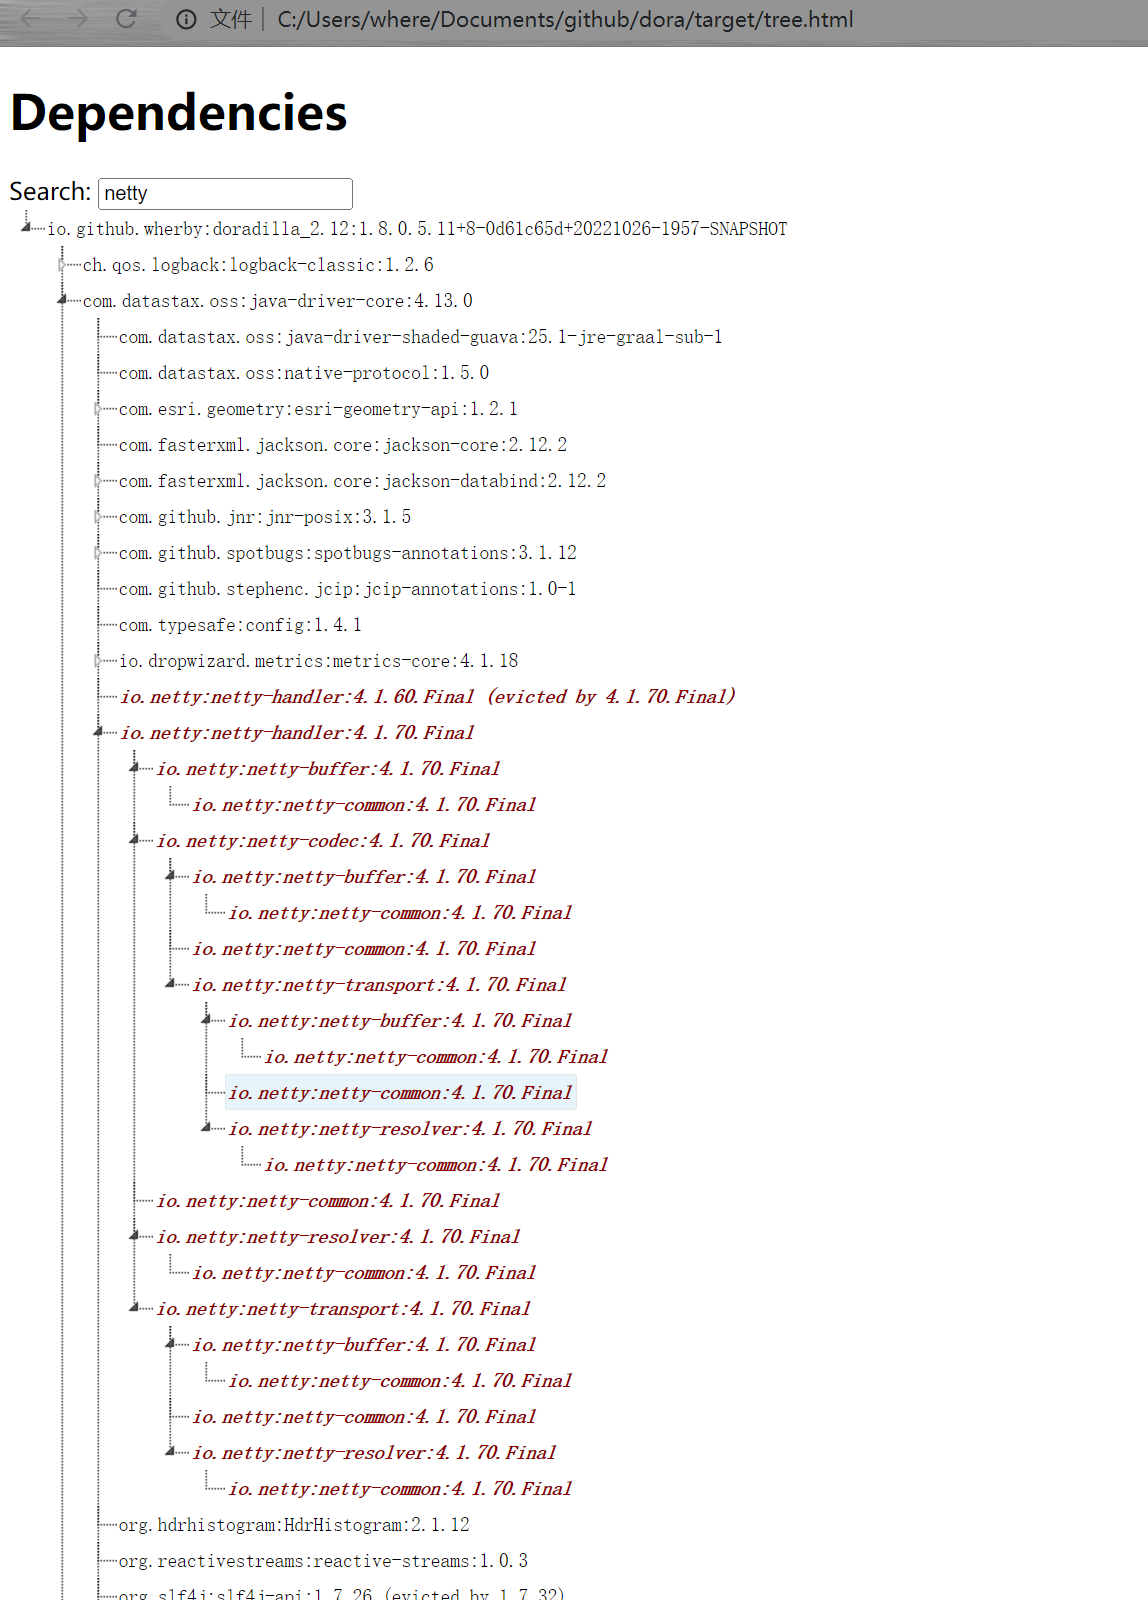 文件 | C:/Users/where/Documents/github/dora/target/tree.html
Dependencies
Search: netty
io.github.wherby:doradilla_2.12:1.8.0.5.11+8-0d61c65d+20221026-1957-SNAPSHOT
ch.qos.logback:logback-classic:1.2.6
com.datastax.oss:java-driver-core:4.13.0
com.datastax.oss:java-driver-shaded-guava:25.1-jre-graal-sub-1
com.datastax.oss:native-protocol:1.5.0
com.esri.geometry:esri-geometry-api:1.2.1
com.fasterxml.jackson.core:jackson-core:2.12.2
com.fasterxml.jackson.core:jackson-databind:2.12.2
com.github.jnr:jnr-posix:3.1.5
com.github.spotbugs:spotbugs-annotations:3.1.12
com.github.stephenc.jcip:jcip-annotations:1.0-1
com.typesafe:config:1.4.1
io.dropwizard.metrics:metrics-core:4.1.18
io.netty:netty-handler:4.1.60.Final (evicted by 4.1.70.Final)
io.netty:netty-handler:4.1.70.Final
io.netty:netty-buffer:4.1.70.Final
io.netty:netty-common:4.1.70.Final
io.netty:netty-codec:4.1.70.Final
io.netty:netty-buffer:4.1.70.Final
io.netty:netty-common:4.1.70.Final
io.netty:netty-common:4.1.70.Final
io.netty:netty-transport:4.1.70.Final
io.netty:netty-buffer:4.1.70.Final
io.netty:netty-common:4.1.70.Final
io.netty:netty-common:4.1.70.Final
io.netty:netty-resolver:4.1.70.Final
io.netty:netty-common:4.1.70.Final
io.netty:netty-common:4.1.70.Final
io.netty:netty-resolver:4.1.70.Final
io.netty:netty-common:4.1.70.Final
io.netty:netty-transport:4.1.70.Final
io.netty:netty-buffer:4.1.70.Final
io.netty:netty-common:4.1.70.Final
io.netty:netty-common:4.1.70.Final
io.netty:netty-resolver:4.1.70.Final
io.netty:netty-common:4.1.70.Final
org.hdrhistogram:HdrHistogram:2.1.12
org.reactivestreams:reactive-streams:1.0.3
org.slf4j:slf4j-api:1.7.26 (evicted by 1.7.32)